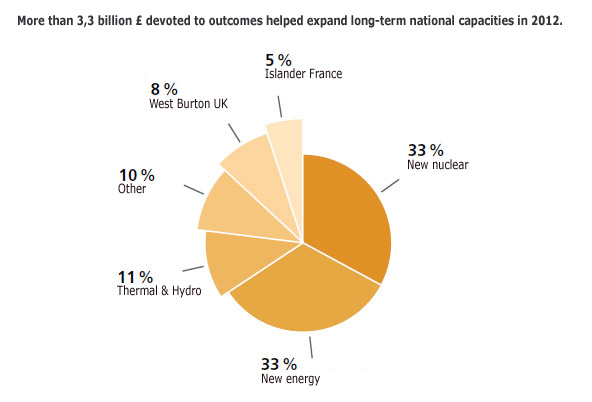 More than 3,3 billion £ devoted to outcomes helped expand long-term national capacities in 2012.
5 %
Islander France
8 %
West Burton UK
33 %
New nuclear
10 %
Other
11 %
Thermal & Hydro
33 %
New energy